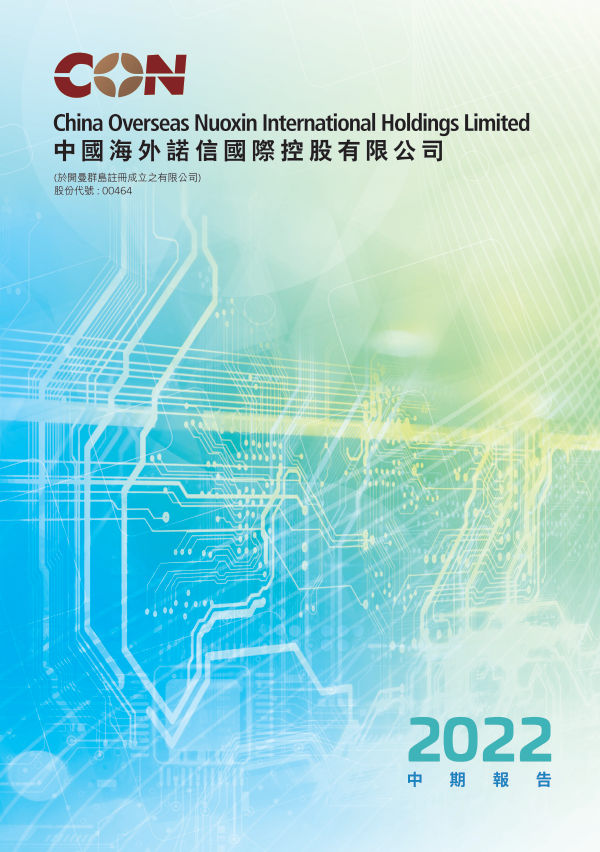 CON
China Overseas Nuoxin International Holdings Limited
中國海外諾信國際控股有限公司
(於開曼群島註冊成立之有限公司)
股份代號 : 00464
2022
中期報告